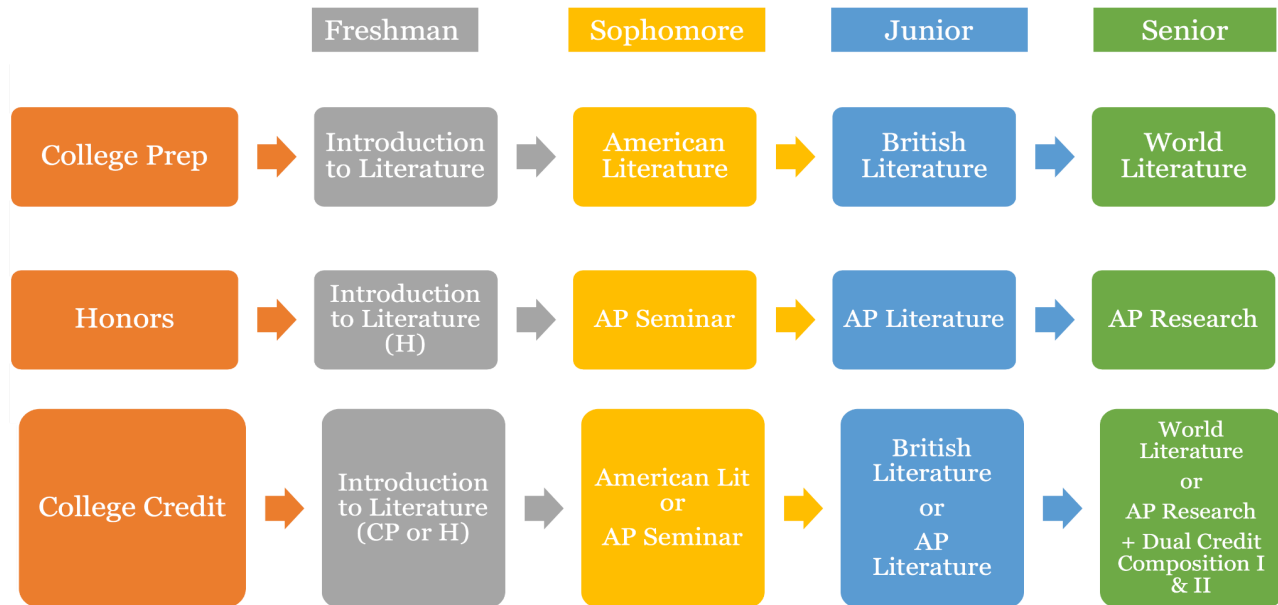 Freshman
Sophomore
Junior
Senior
College Prep
Introduction
to Literature
American
Literature
British
Literature
World
Literature
Honors
Introduction
to Literature
(H)
AP Seminar
AP Literature
AP Research
College Credit
Introduction
to Literature
(CP or H)
American Lit
or
AP Seminar
British
Literature
or
AP
Literature
World
Literature
or
AP Research
+ Dual Credit
Composition I
& II